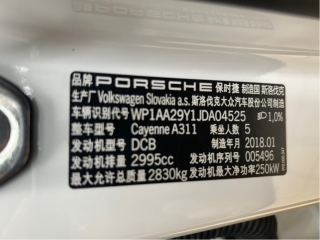 品牌 PORSCHE 保时捷 制造国 斯洛伐克
生产厂 Volkswagen Slovakia a.s. 斯洛伐克大众汽车股份公司制造
车辆识别代号 WP1AA29Y1JDA04525 1,0%
整车型号 Cayenne A311 乘坐人数 5
发动机型号 DCB 制造年月 2018.01
发动机排量 2995cc 发动机序列号 005496
最大允许总质量 2830kg 发动机最大净功率 250kW